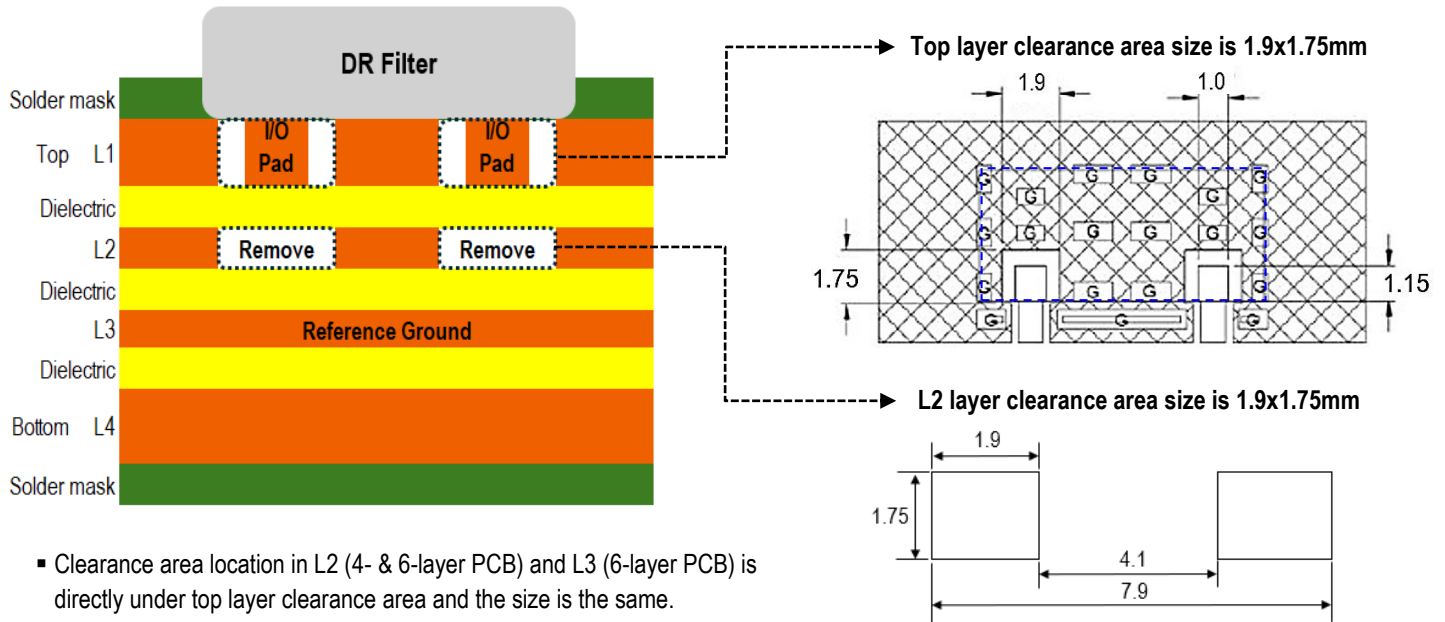 DR Filter
Solder mask
I/O
Pad
I/O
Pad
Top L1
Dielectric
L2
Remove
Remove
Dielectric
L3
Reference Ground
Dielectric
Bottom L4
Solder mask
▪ Clearance area location in L2 (4- & 6-layer PCB) and L3 (6-layer PCB) is
directly under top layer clearance area and the size is the same.
Top layer clearance area size is 1.9x1.75mm
1.9
1.0
G G G G
G G
G G G G G G
1.75
1.15
G G G G
G G G
L2 layer clearance area size is 1.9x1.75mm
1.9
1.75
4.1
7.9